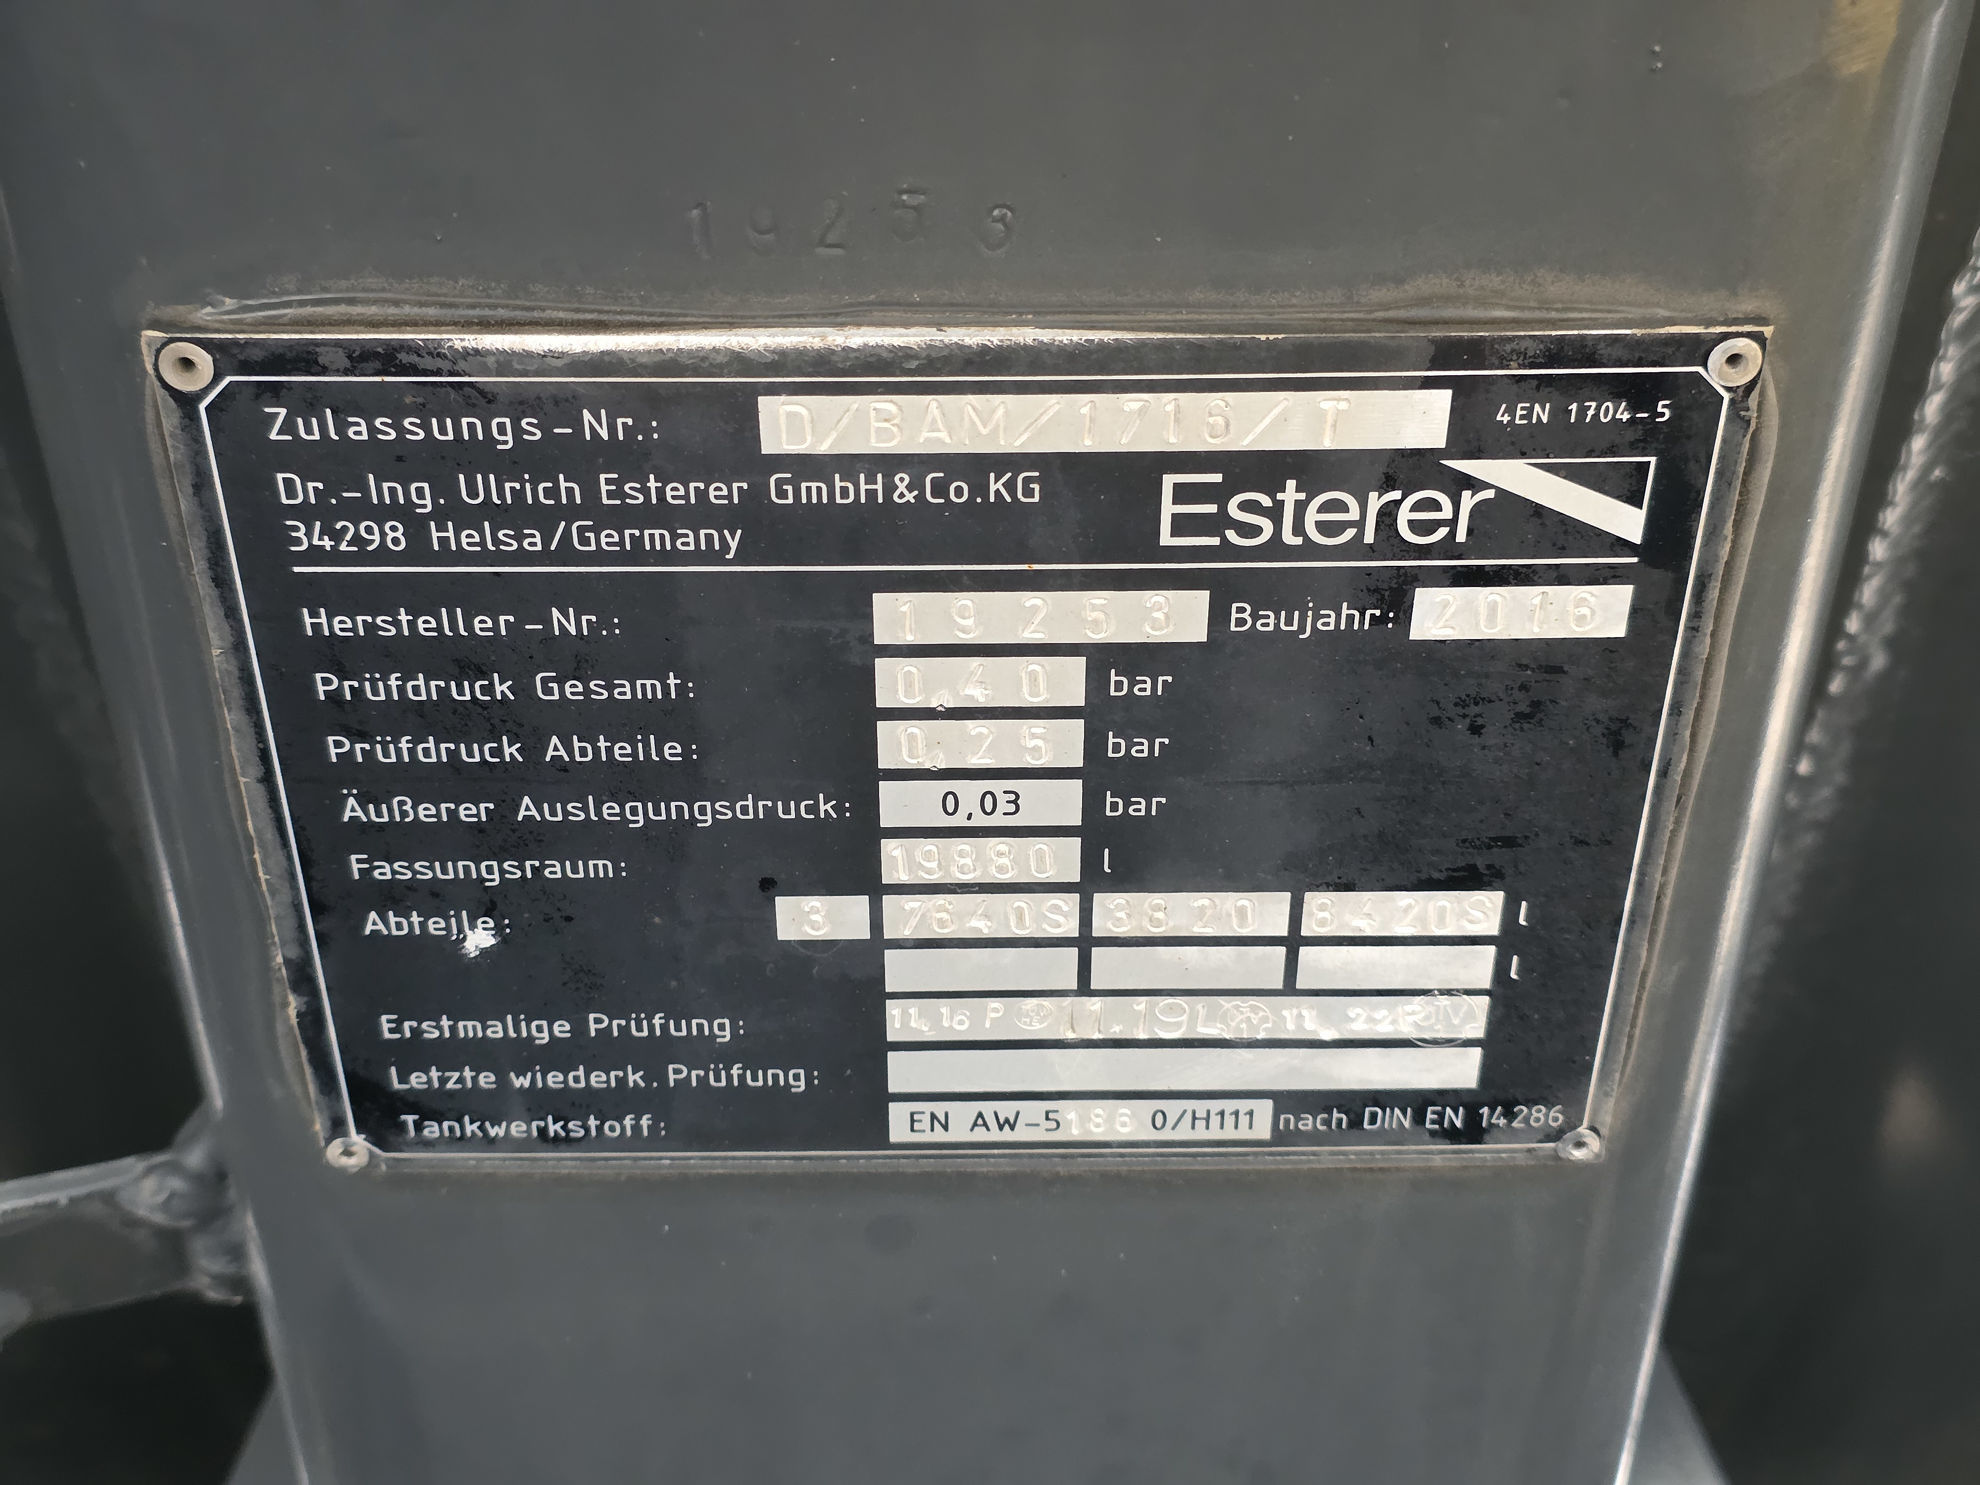 19253
Zulassungs-Nr.: D/BAM/1716/T 4EN 1704-5
Dr.-Ing. Ulrich Esterer GmbH&Co.KG
34298 Helsa/Germany
Esterer
Hersteller-Nr.: 19253 Baujahr: 2016
Prüfdruck Gesamt: 0,40 bar
Prüfdruck Abteile: 0,25 bar
Äußerer Auslegungsdruck: 0,03 bar
Fassungsraum: 19880 l
Abteile: 3 7640S 3820 8420S l
l
Erstmalige Prüfung: 11.16 P 11.19L 11.22P
Letzte wiederk. Prüfung:
Tankwerkstoff: EN AW-5186 0/H111 nach DIN EN 14286